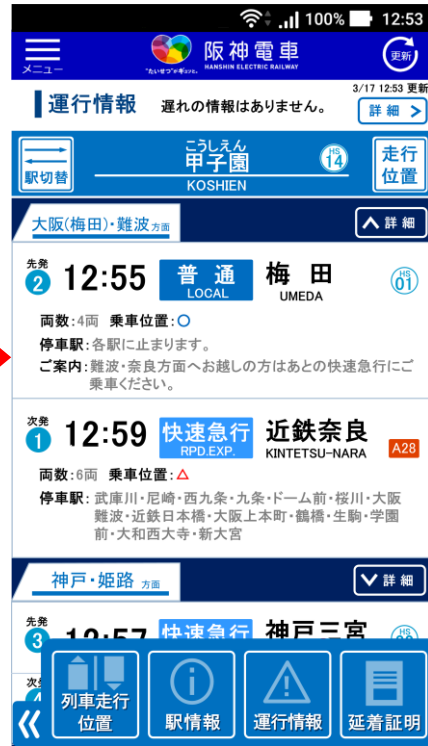 100% 12:53
メニュー
"たいせつ"がギュッと。
阪神電車
HANSHIN ELECTRIC RAILWAY
更新
運行情報 遅れの情報はありません。
3/17 12:53 更新
詳細 >
駅切替
こうしえん
甲子園
KOSHIEN
HS
14
走行
位置
大阪(梅田)・難波方面
詳細
先発
2 12:55 普通 梅田
LOCAL UMEDA
HS
01
両数:4両 乗車位置:○
停車駅:各駅に止まります。
ご案内:難波・奈良方面へお越しの方はあとの快速急行にご
乗車ください。
次発
1 12:59 快速急行 近鉄奈良
RPD.EXP. KINTETSU-NARA
A28
両数:6両 乗車位置:△
停車駅:武庫川・尼崎・西九条・九条・ドーム前・桜川・大阪
難波・近鉄日本橋・大阪上本町・鶴橋・生駒・学園
前・大和西大寺・新大宮
神戸・姫路 方面
詳細
先発
3 12:57 快速急行 神戸三宮
HS
次発
列車走行
位置
駅情報
運行情報
延着証明